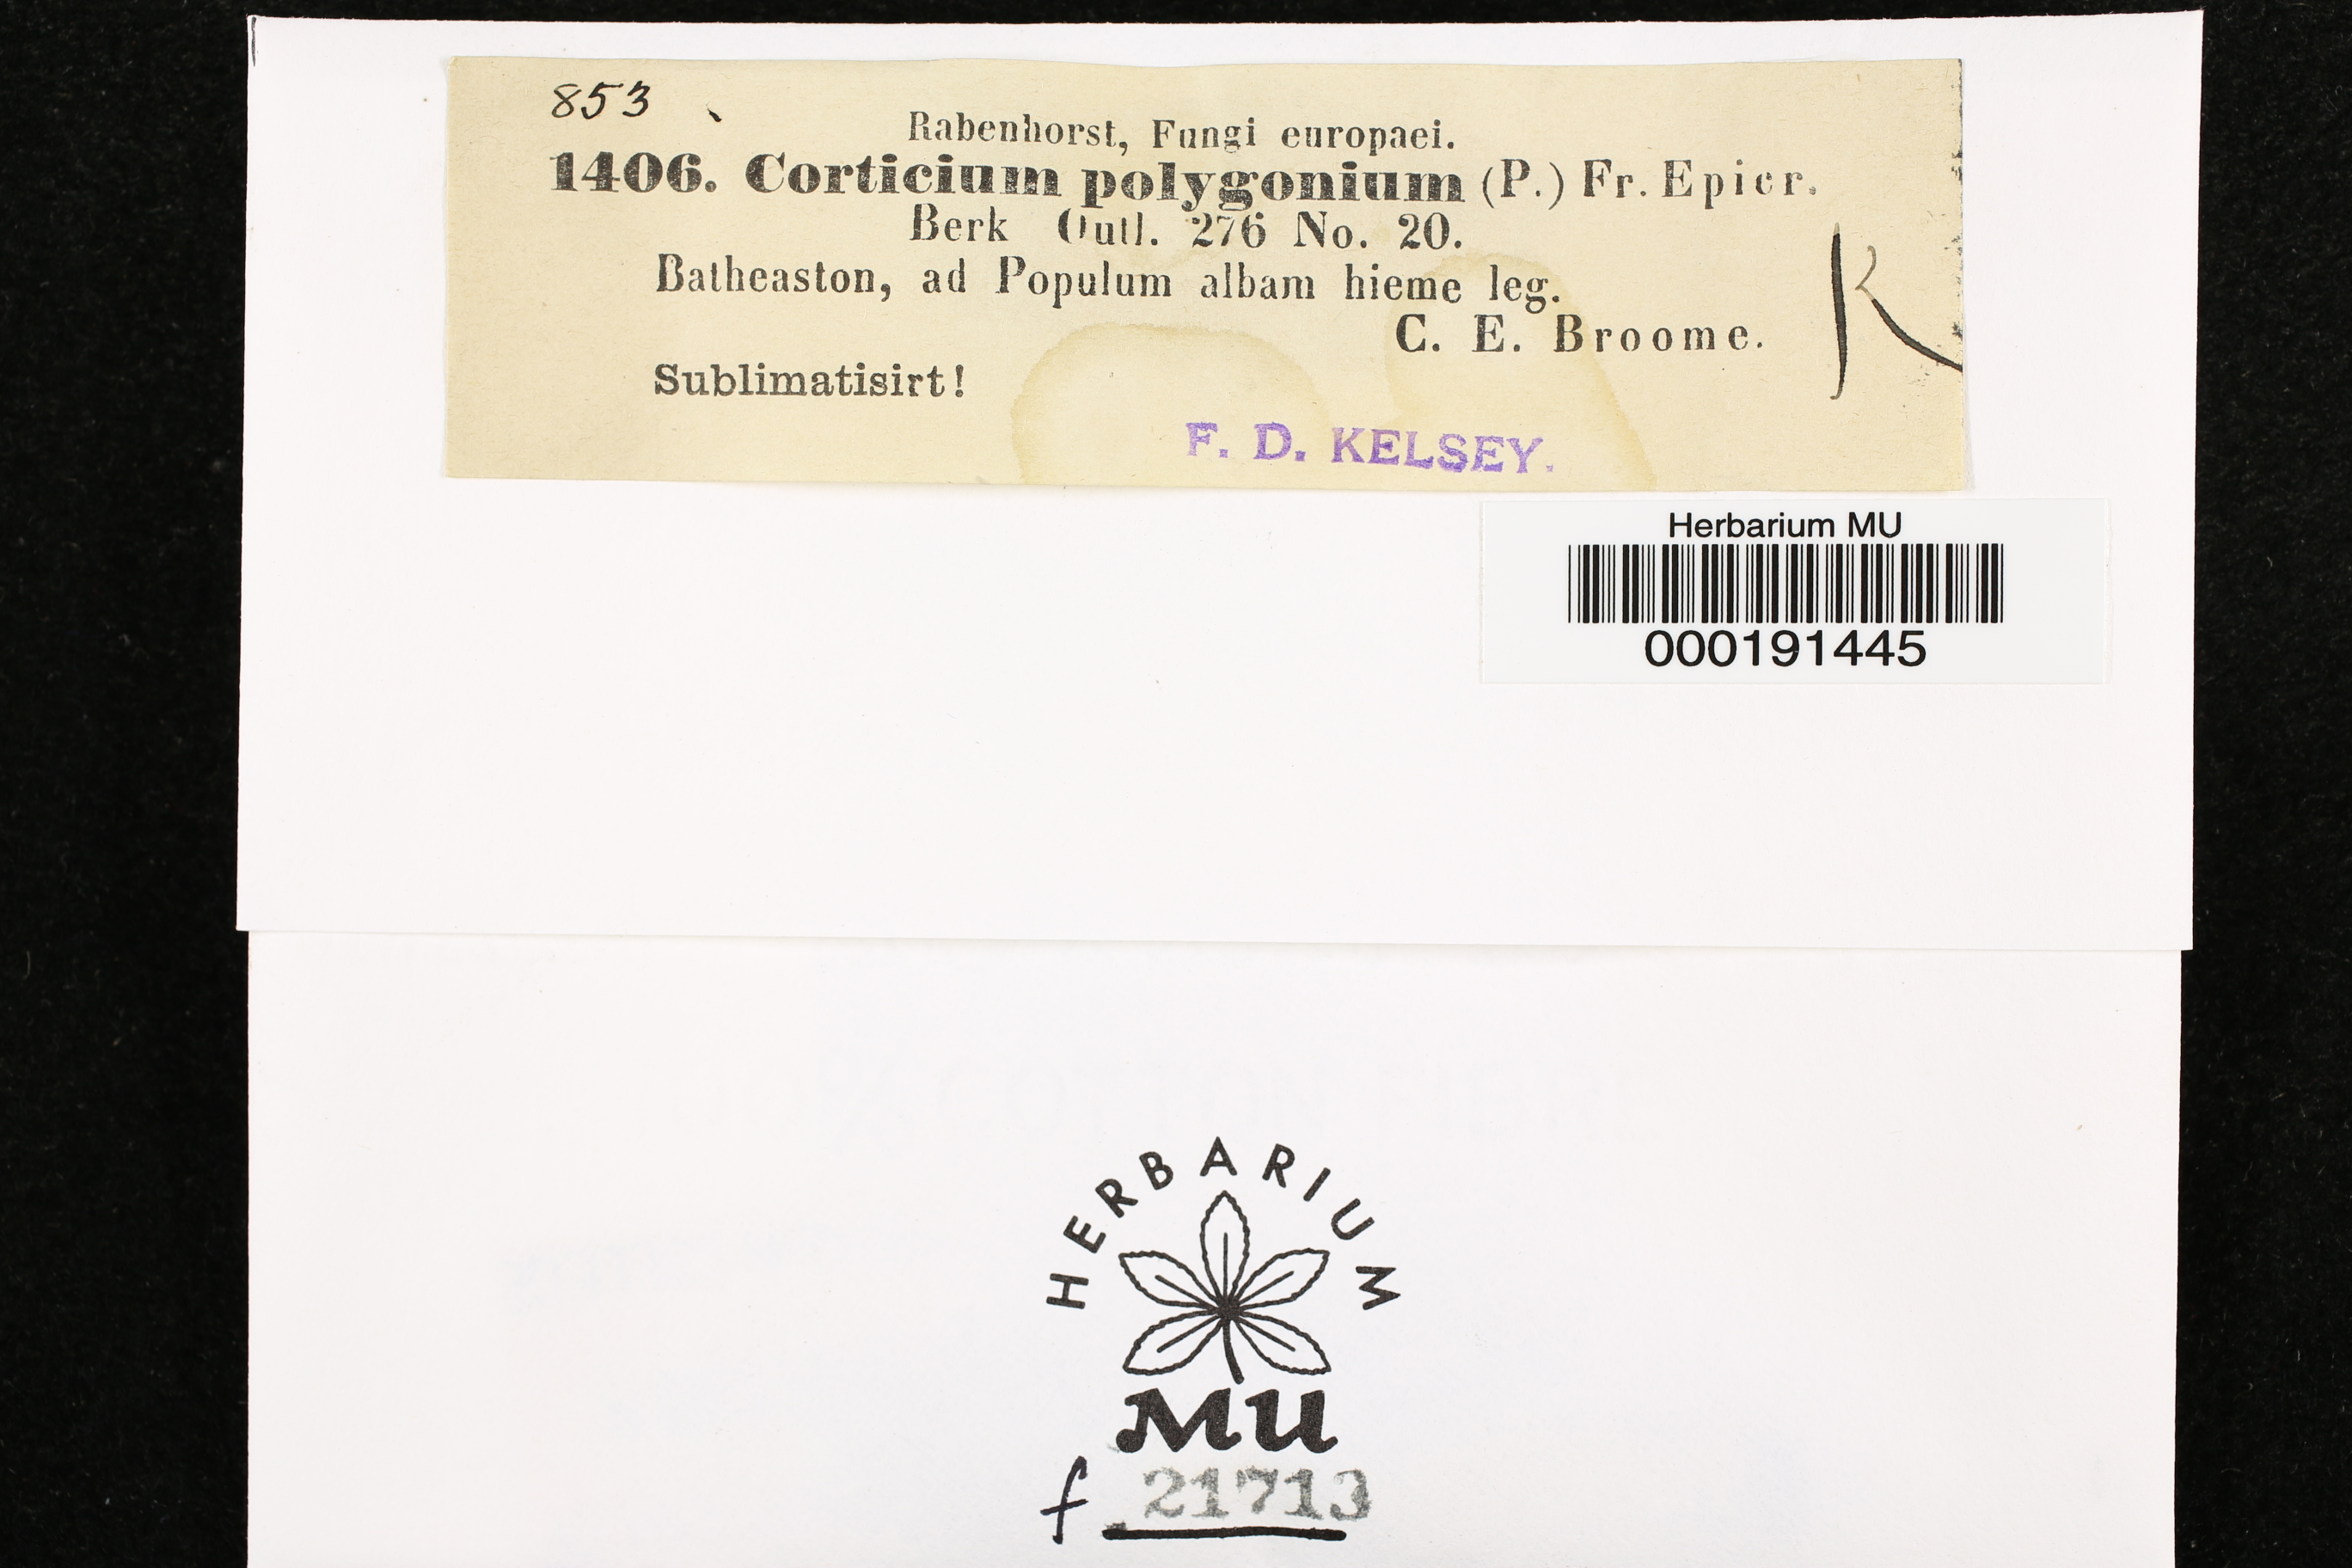 853
Rabenhorst, Fungi europaei.
1406. Corticium polygonium (P.) Fr. Epicr.
Berk Outl. 276 No. 20.
Batheaston, ad Populum albam hieme leg.
C. E. Broome.
K
Sublimatisirt!
F. D. KELSEY.
Herbarium MU
000191445
HERBARIUM
MU
f 21713